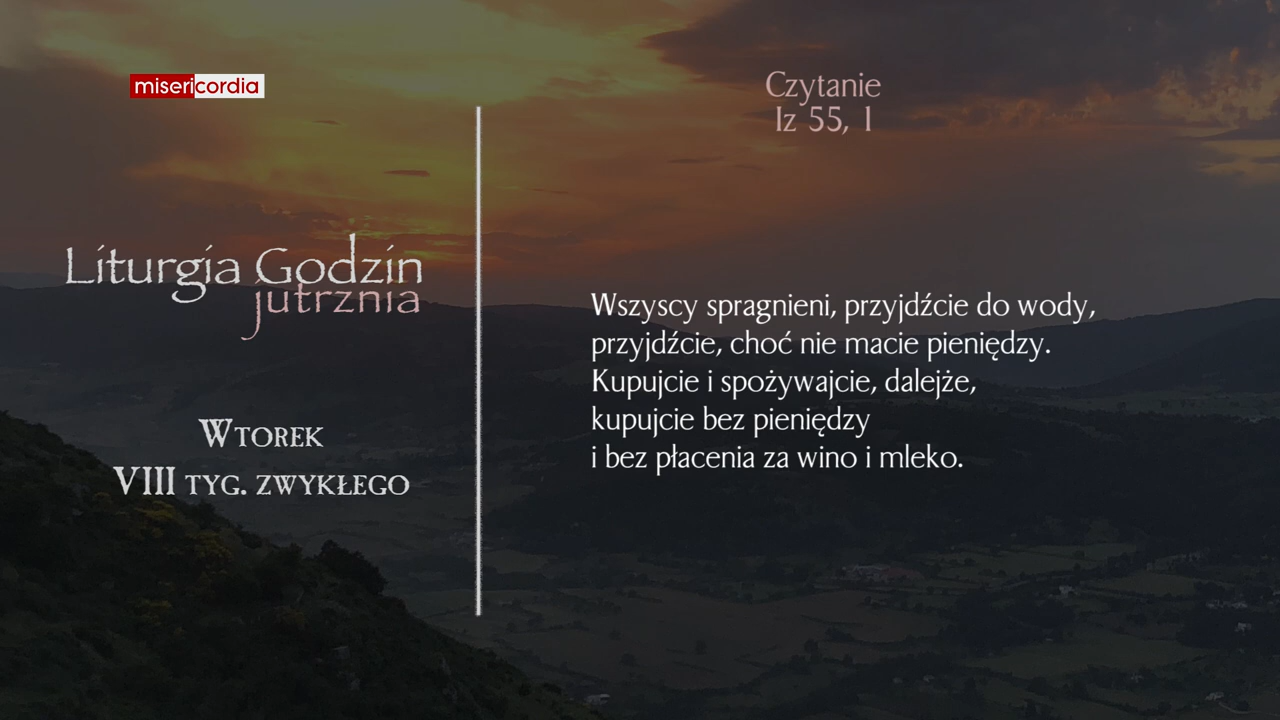 misericordia
Liturgia Godzin
jutrznia
Wtorek
VIII tyg. zwykłego
Czytanie
Iz 55, 1
Wszyscy spragnieni, przyjdźcie do wody,
przyjdźcie, choć nie macie pieniędzy.
Kupujcie i spożywajcie, dalejże,
kupujcie bez pieniędzy
i bez płacenia za wino i mleko.